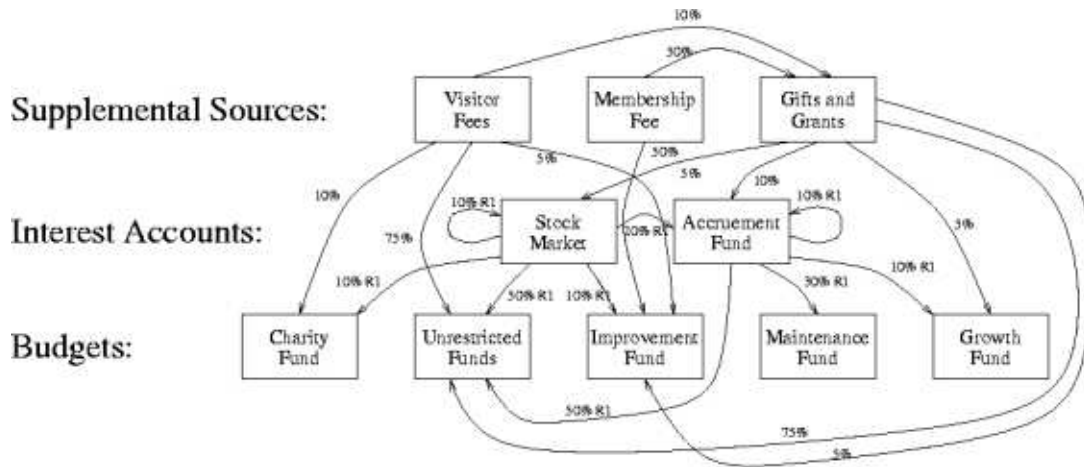 10%
30%
Supplemental Sources:
Visitor
Fees
Membership
Fee
Gifts and
Grants
5%
50%
5%
10%
10%
10% R1
10% R1
Interest Accounts:
Stock
Market
Accruement
Fund
75%
20% R1
5%
10% R1
50% R1
10% R1
30% R1
10% R1
Budgets:
Charity
Fund
Unrestricted
Funds
Improvement
Fund
Maintenance
Fund
Growth
Fund
50% R1
75%
5%